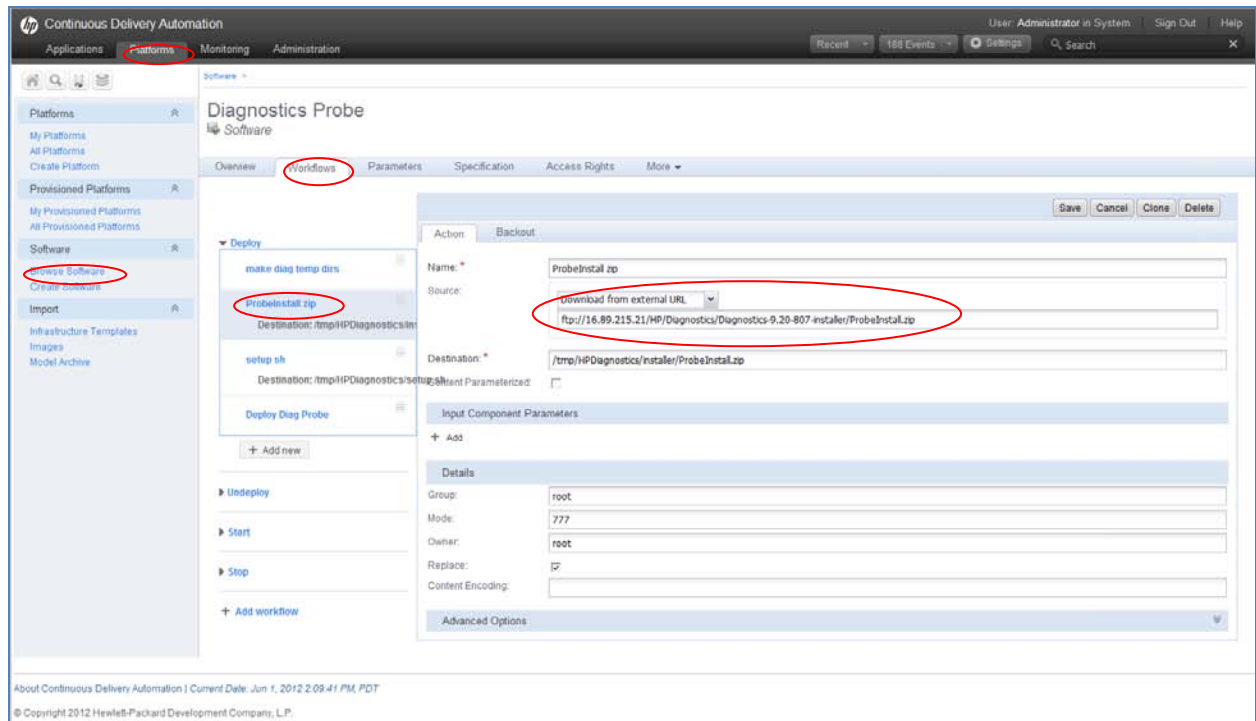 hp Continuous Delivery Automation
User: Administrator in System Sign Out Help
Applications Platforms Monitoring Administration
Recent 188 Events Settings Search
Software >
Platforms
My Platforms
All Platforms
Create Platform
Provisioned Platforms
My Provisioned Platforms
All Provisioned Platforms
Software
Browse Software
Create Software
Import
Infrastructure Templates
Images
Model Archive
Diagnostics Probe
Software
Overview Workflows Parameters Specification Access Rights More
Deploy
make diag temp dirs
ProbeInstall zip
Destination: /tmp/HPDiagnostics/ins
setup sh
Destination: /tmp/HPDiagnostics/setup.sh
Deploy Diag Probe
+ Add new
Undeploy
Start
Stop
+ Add workflow
Save Cancel Clone Delete
Action Backout
Name: * ProbeInstall zip
Source: Download from external URL
ftp://16.89.215.21/HP/Diagnostics/Diagnostics-9.20-807-installer/ProbeInstall.zip
Destination: * /tmp/HPDiagnostics/installer/ProbeInstall.zip
Content Parameterized:
Input Component Parameters
+ Add
Details
Group: root
Mode: 777
Owner: root
Replace:
Content Encoding:
Advanced Options
About Continuous Delivery Automation | Current Date: Jun 1, 2012 2:09:41 PM, PDT
© Copyright 2012 Hewlett-Packard Development Company, L.P.